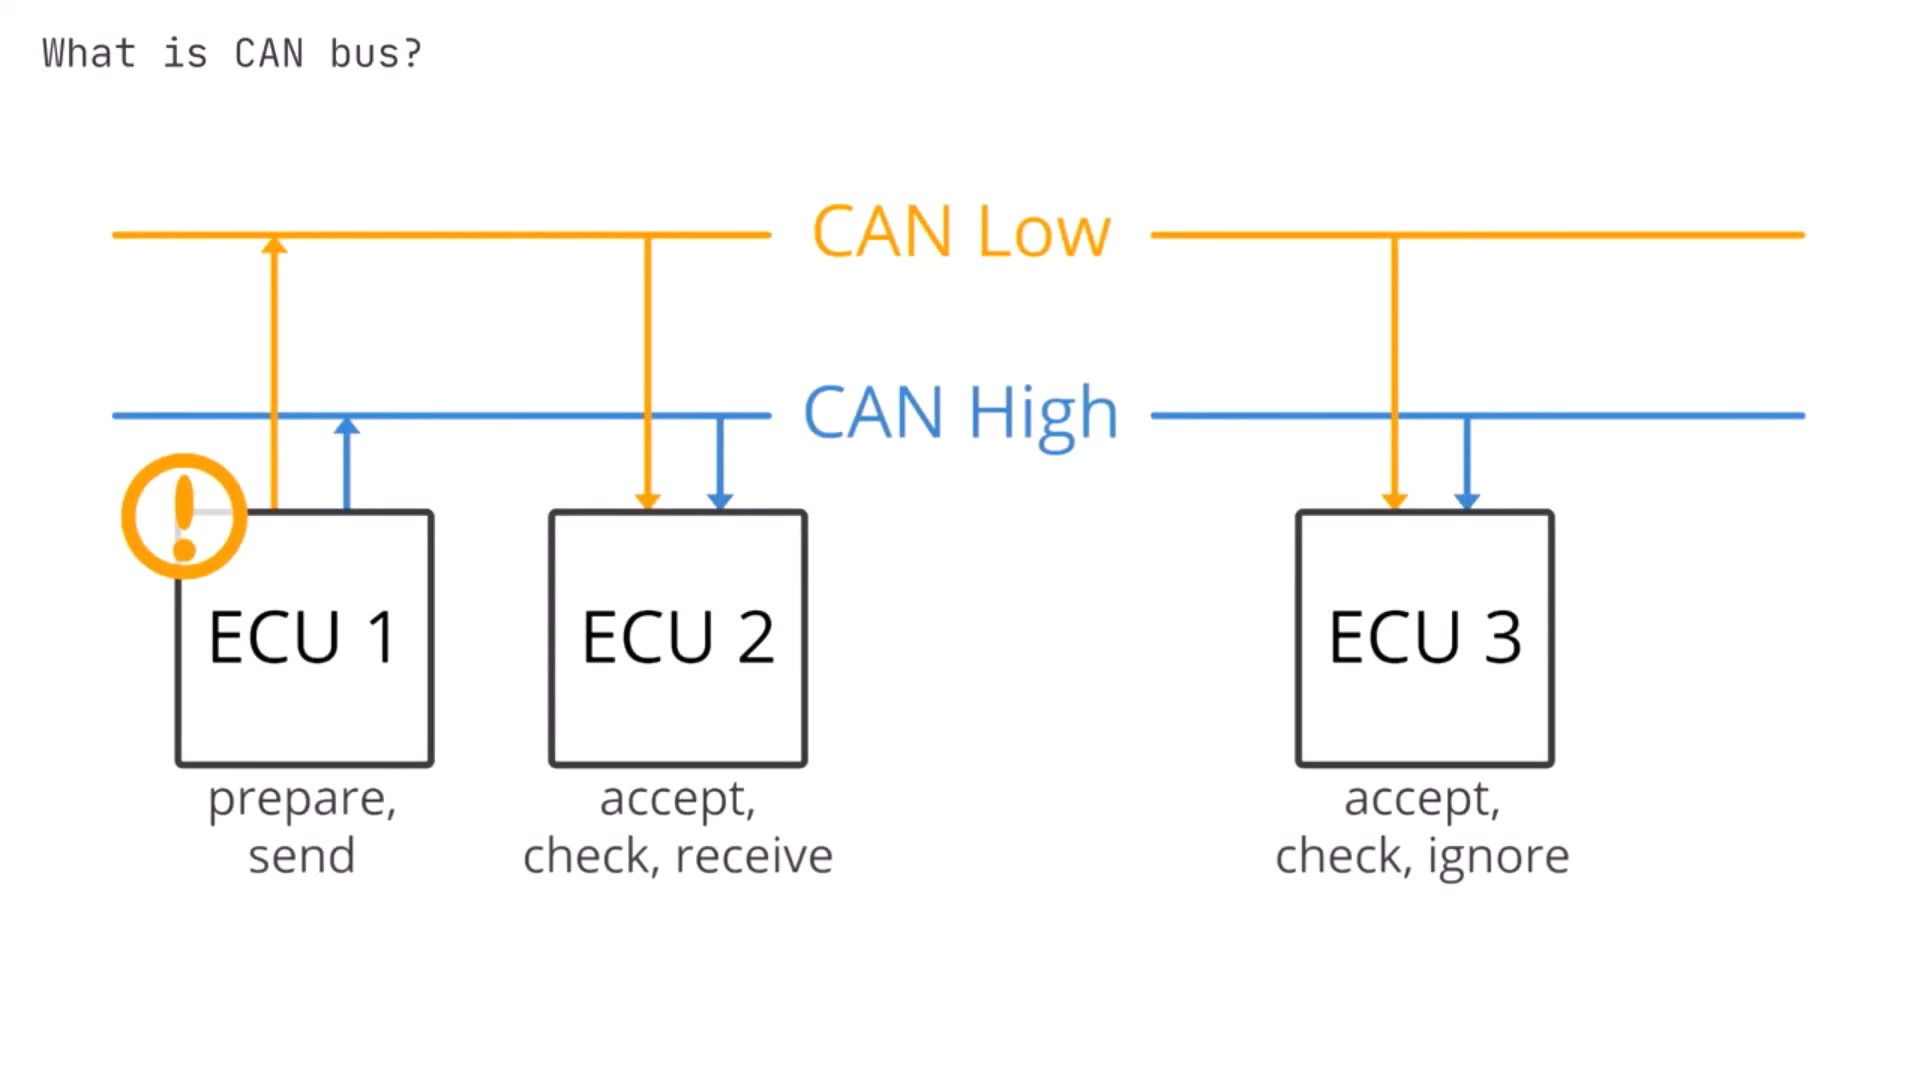 What is CAN bus?
CAN Low
CAN High
!
ECU 1
ECU 2
ECU 3
prepare,
send
accept,
check, receive
accept,
check, ignore